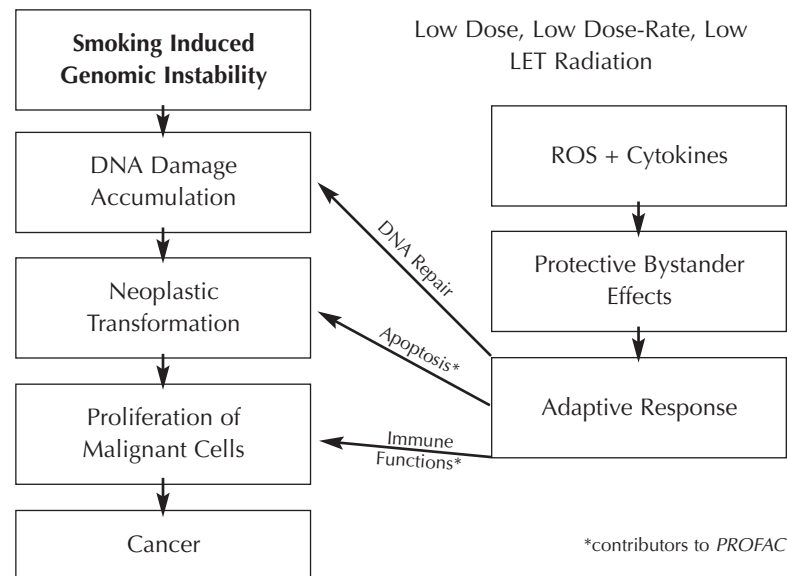 Smoking Induced
Genomic Instability
Low Dose, Low Dose-Rate, Low
LET Radiation
DNA Damage
Accumulation
ROS + Cytokines
DNA Repair
Neoplastic
Transformation
Protective Bystander
Effects
Apoptosis*
Proliferation of
Malignant Cells
Immune
Functions*
Adaptive Response
Cancer
*contributors to PROFAC